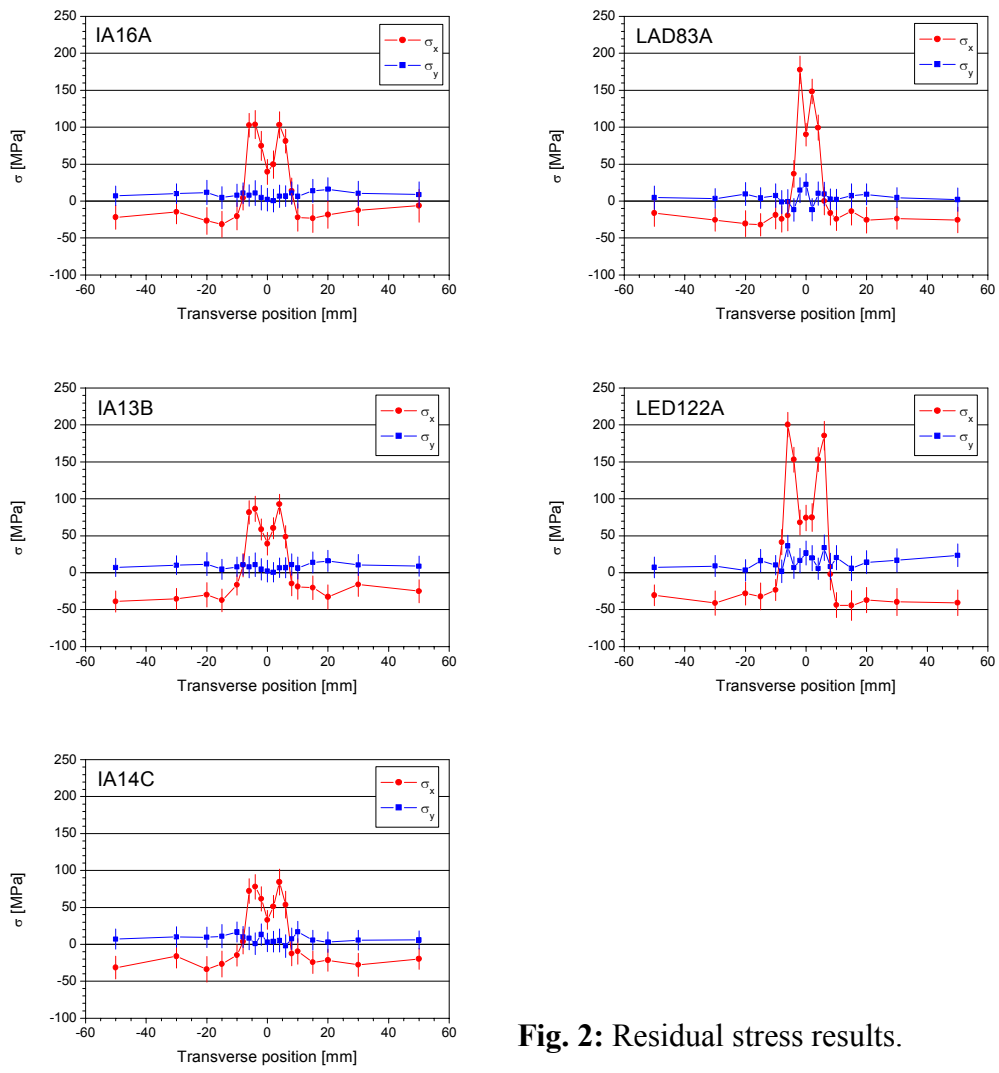 IA16A
σx
σy
250
200
150
100
50
0
-50
-100
σ [MPa]
-60 -40 -20 0 20 40 60
Transverse position [mm]
LAD83A
σx
σy
250
200
150
100
50
0
-50
-100
σ [MPa]
-60 -40 -20 0 20 40 60
Transverse position [mm]
IA13B
σx
σy
250
200
150
100
50
0
-50
-100
σ [MPa]
-60 -40 -20 0 20 40 60
Transverse position [mm]
LED122A
σx
σy
250
200
150
100
50
0
-50
-100
σ [MPa]
-60 -40 -20 0 20 40 60
Transverse position [mm]
IA14C
σx
σy
250
200
150
100
50
0
-50
-100
σ [MPa]
-60 -40 -20 0 20 40 60
Transverse position [mm]
Fig. 2: Residual stress results.